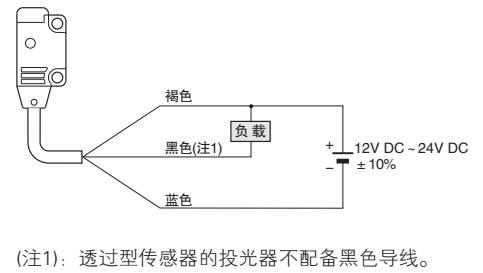 褐色
负 载
黑色(注1)
+ 12V DC ~ 24V DC
− ± 10%
蓝色
(注1)：透过型传感器的投光器不配备黑色导线。